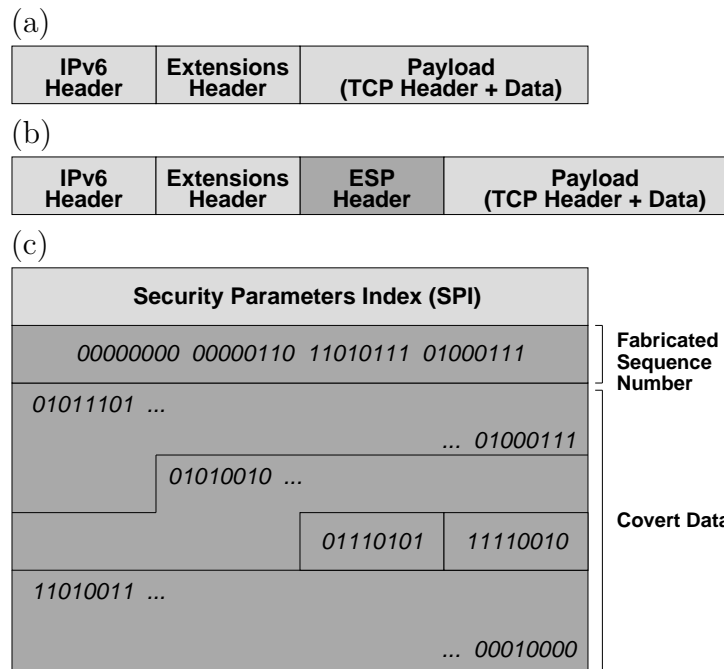 (a)
IPv6 Header
Extensions Header
Payload (TCP Header + Data)
(b)
IPv6 Header
Extensions Header
ESP Header
Payload (TCP Header + Data)
(c)
Security Parameters Index (SPI)
00000000 00000110 11010111 01000111
Fabricated
Sequence
Number
01011101 ...
... 01000111
01010010 ...
01110101
11110010
Covert Data
11010011 ...
... 00010000